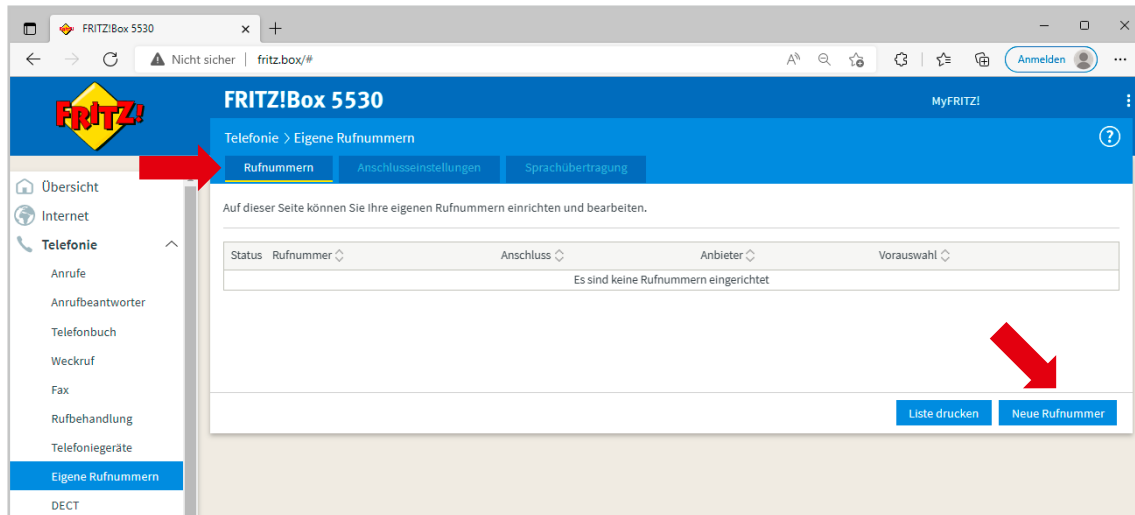 FRITZ!Box 5530
Nicht sicher | fritz.box/#
Anmelden
FRITZ!
FRITZ!Box 5530
MyFRITZ!
Telefonie > Eigene Rufnummern
Rufnummern Anschlusseinstellungen Sprachübertragung
Übersicht
Internet
Telefonie
Anrufe
Anrufbeantworter
Telefonbuch
Weckruf
Fax
Rufbehandlung
Telefoniegeräte
Eigene Rufnummern
DECT
Auf dieser Seite können Sie Ihre eigenen Rufnummern einrichten und bearbeiten.
Status Rufnummer Anschluss Anbieter Vorauswahl
Es sind keine Rufnummern eingerichtet
Liste drucken Neue Rufnummer